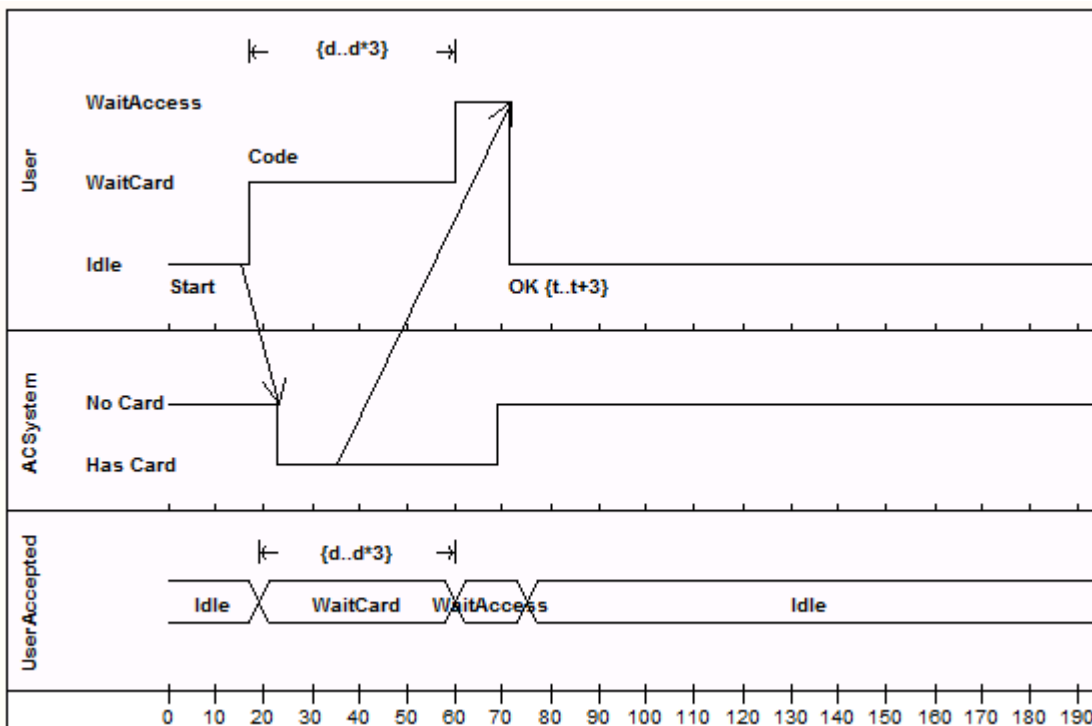 {d..d*3}
WaitAccess
Code
User
WaitCard
Idle
Start
OK {t..t+3}
ACSystem
No Card
Has Card
UserAccepted
{d..d*3}
Idle WaitCard WaitAccess Idle
0 10 20 30 40 50 60 70 80 90 100 110 120 130 140 150 160 170 180 190